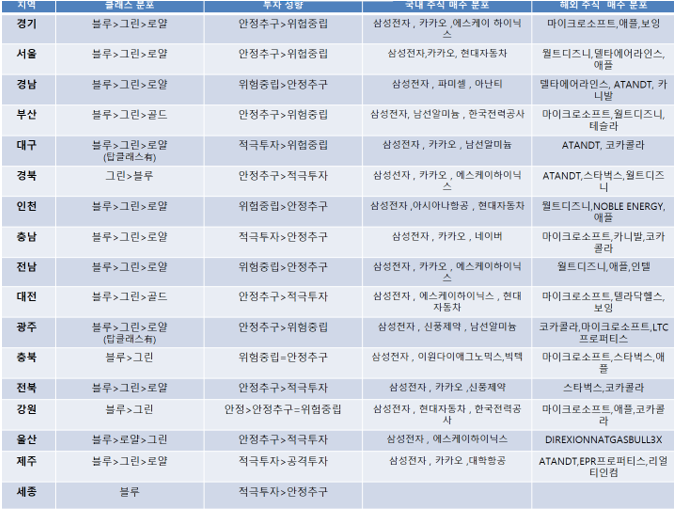 지역 클래스 분포 투자 성향 국내 주식 매수 분포 해외 주식 매수 분포
경기 블루>그린>로얄 안정추구>위험중립 삼성전자 , 카카오 ,에스케이 하이닉스 마이크로소프트,애플,보잉
서울 블루>그린>로얄 안정추구>위험중립 삼성전자,카카오, 현대자동차 월트디즈니,델타에어라인스,애플
경남 블루>그린>로얄 위험중립>안정추구 삼성전자 , 파미셀 , 아난티 델타에어라인스, ATANDT, 카니발
부산 블루>그린>골드 안정추구>위험중립 삼성전자, 남선알미늄 , 한국전력공사 마이크로소프트,월트디즈니,테슬라
대구 블루>그린>로얄 (탑클래스有) 적극투자>위험중립 삼성전자 , 카카오 , 남선알미늄 ATANDT, 코카콜라
경북 그린>블루 안정추구>적극투자 삼성전자 , 카카오 , 에스케이하이닉스 ATANDT,스타벅스,월트디즈니
인천 블루>그린>로얄 위험중립>안정추구 삼성전자 ,아시아나항공 , 현대자동차 월트디즈니,NOBLE ENERGY,애플
충남 블루>그린>로얄 적극투자>안정추구 삼성전자 , 카카오 , 네이버 마이크로소프트,카니발,코카콜라
전남 블루>그린>로얄 위험중립>안정추구 삼성전자 , 카카오 , 에스케이하이닉스 월트디즈니,애플,인텔
대전 블루>그린>골드 안정추구>적극투자 삼성전자 , 에스케이하이닉스 , 현대자동차 마이크로소프트,텔라닥헬스,보잉
광주 블루>그린>로얄 (탑클래스有) 안정추구>위험중립 삼성전자 , 신풍제약 , 남선알미늄 코카콜라,마이크로소프트,LTC프로퍼티스
충북 블루>그린 위험중립=안정추구 삼성전자 , 이원다이애그노믹스,빅텍 마이크로소프트,스타벅스,애플
전북 블루>그린>로얄 안정추구>적극투자 삼성전자 , 카카오 ,신풍제약 스타벅스,코카콜라
강원 블루>그린 안정>안정추구=위험중립 삼성전자 , 현대자동차 , 한국전력공사 마이크로소프트,애플,코카콜라
울산 블루>로얄>그린 안정추구>적극투자 삼성전자 , 에스케이하이닉스 DIREXIONNATGASBULL3X
제주 블루>그린>로얄 적극투자>공격투자 삼성전자 , 카카오 ,대학항공 ATANDT,EPR프로퍼티스,리얼티인컴
세종 블루 적극투자>안정추구